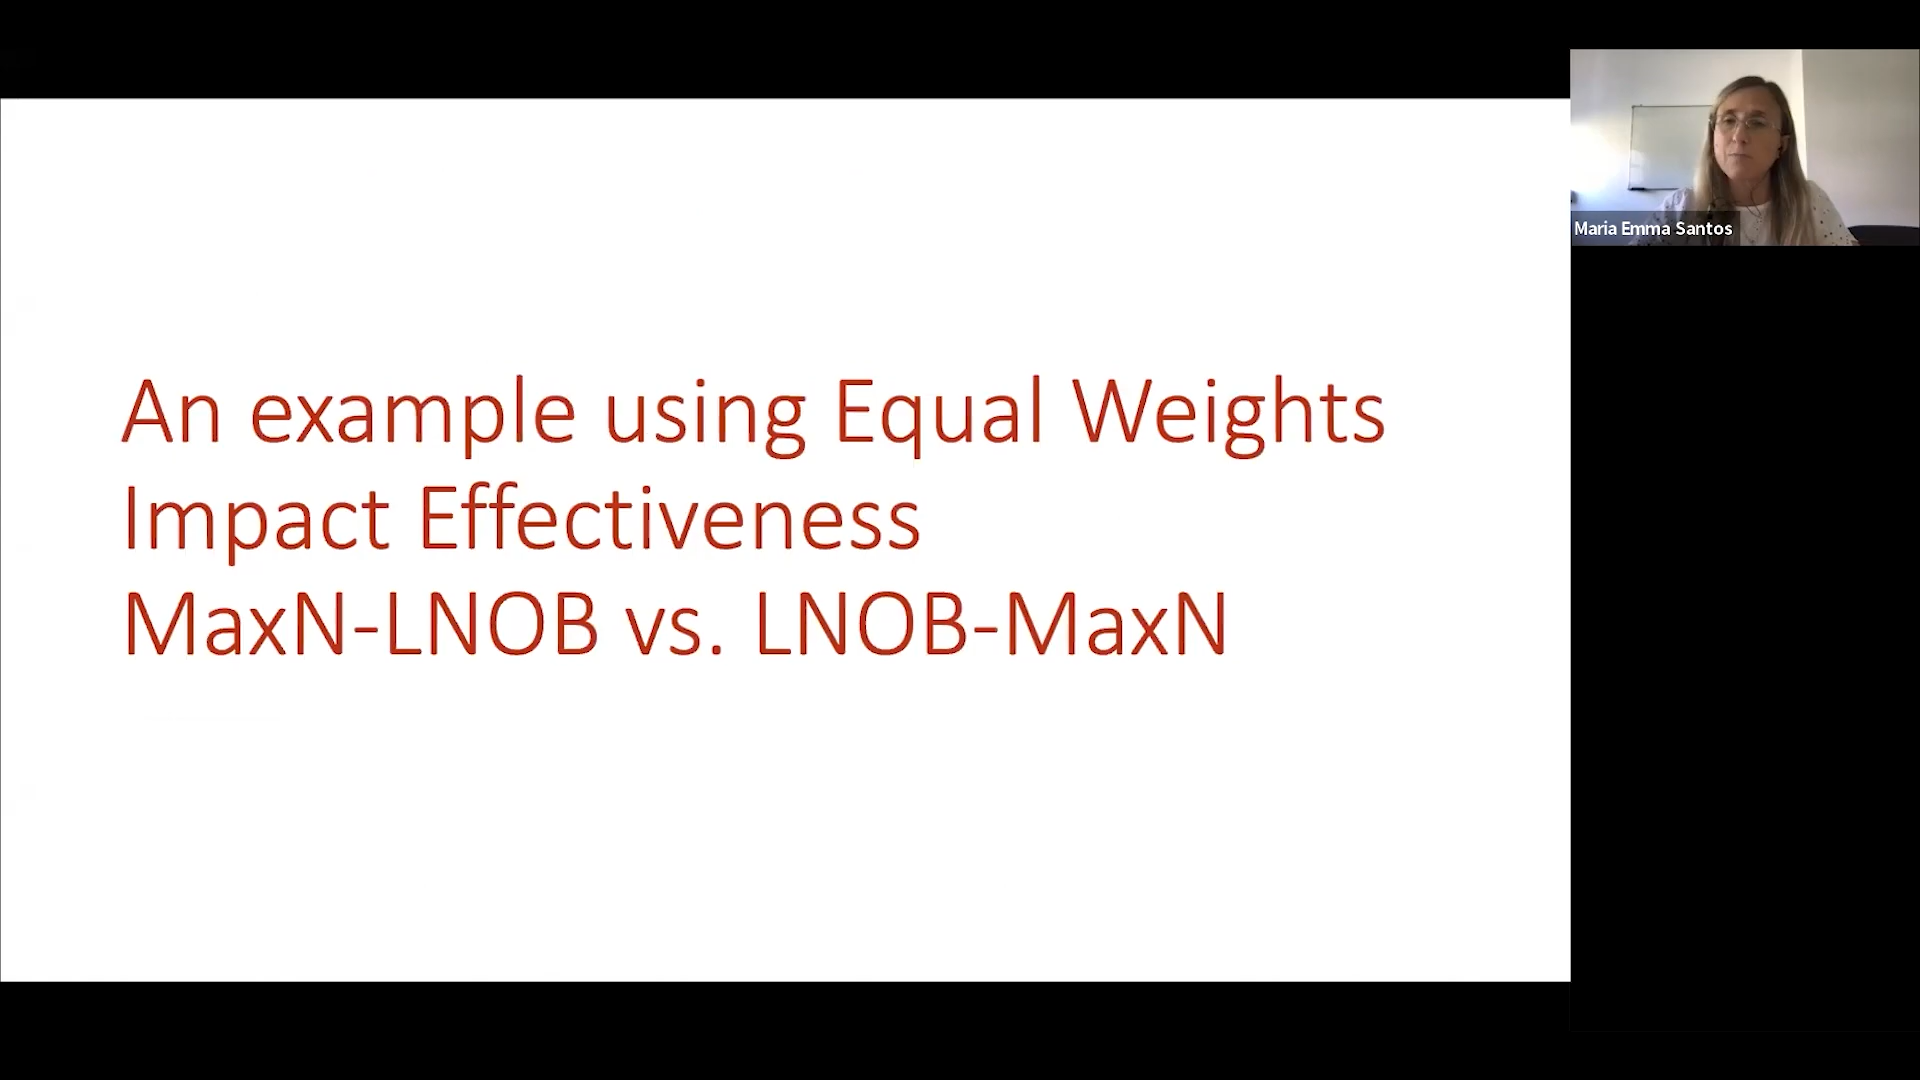 An example using Equal Weights
Impact Effectiveness
MaxN-LNOB vs. LNOB-MaxN
Maria Emma Santos